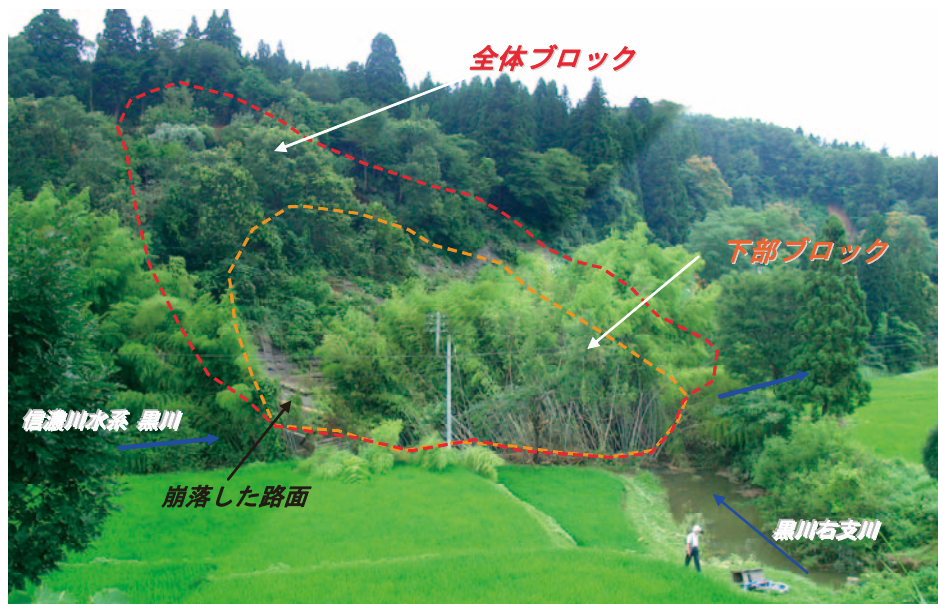 全体ブロック
下部ブロック
信濃川水系 黒川
崩落した路面
黒川右支川